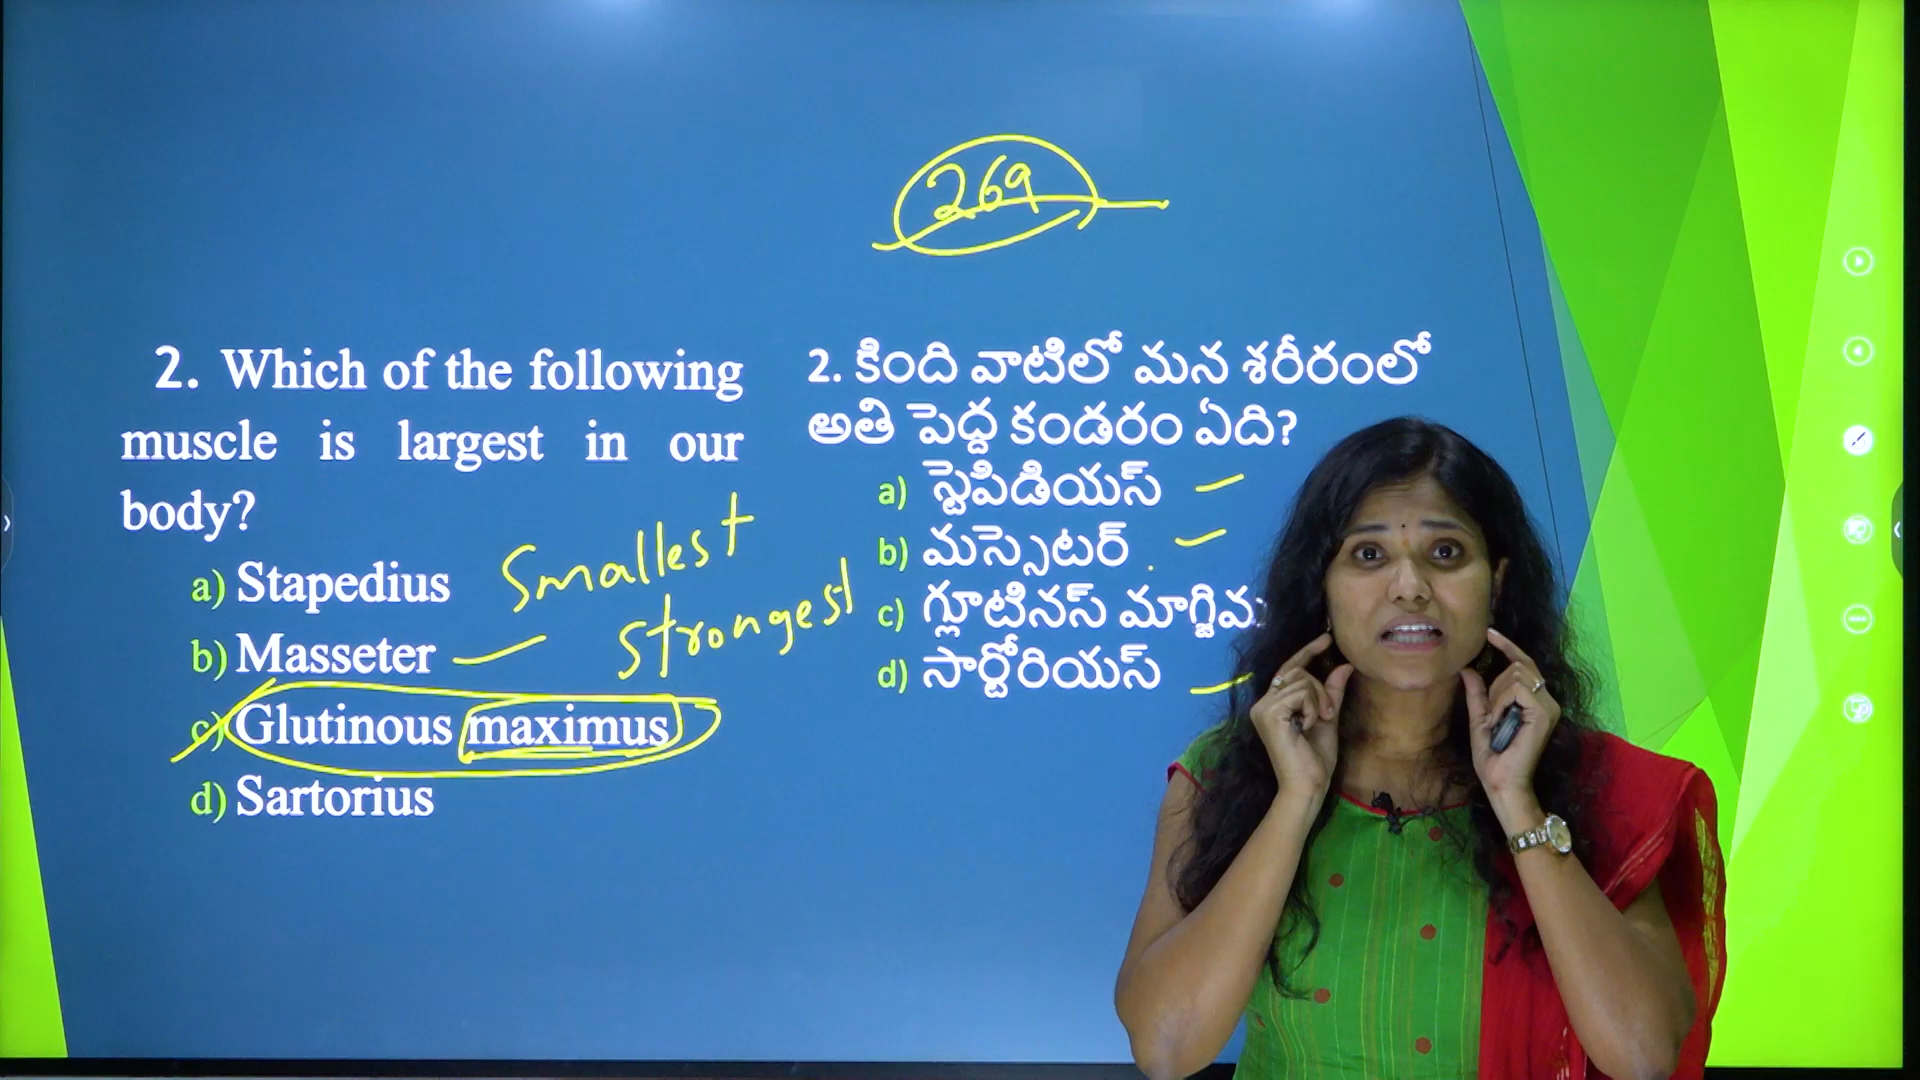 269
2. Which of the following
muscle is largest in our
body?
a) Stapedius
Smallest
b) Masseter
Strongest
c) Glutinous maximus
d) Sartorius
2. కింది వాటిలో మన శరీరంలో
అతి పెద్ద కండరం ఏది?
a) స్టెపిడియస్
b) మస్సెటర్
c) గ్లూటినస్
d) సార్టోరియస్